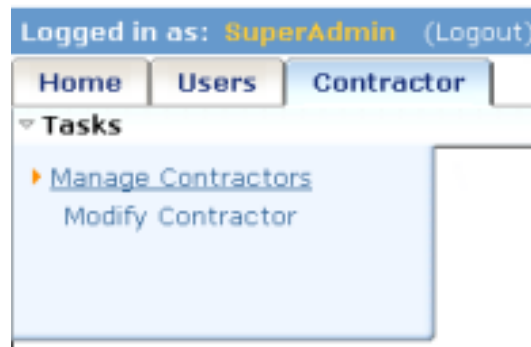 Logged in as: SuperAdmin (Logout)
Home Users Contractor
Tasks
Manage Contractors
Modify Contractor